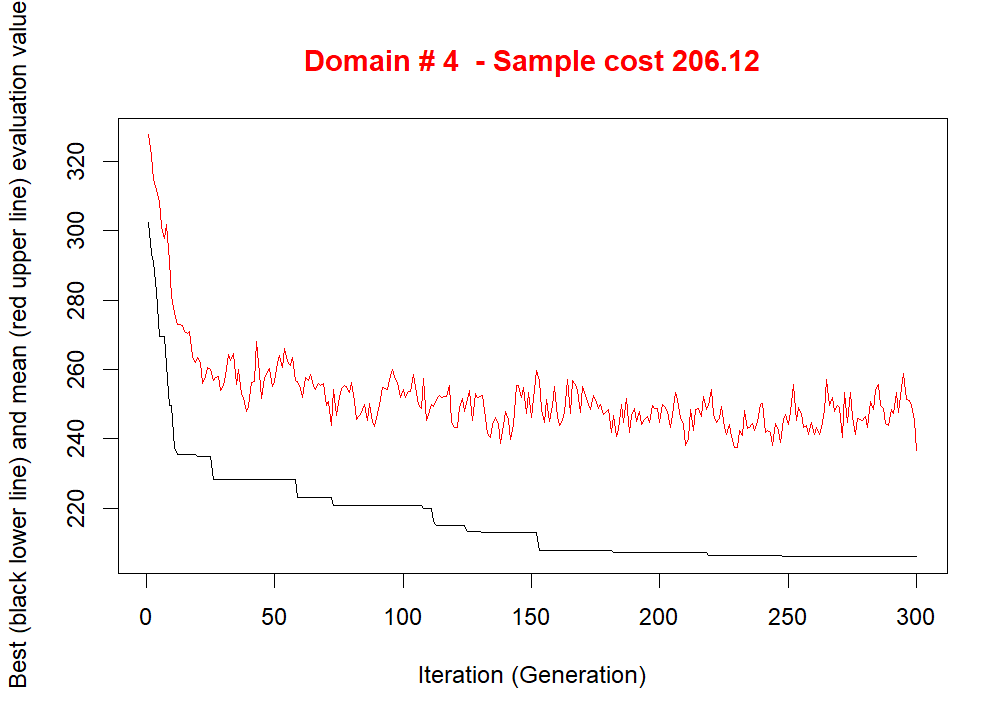 Domain # 4  - Sample cost 206.12
Best (black lower line) and mean (red upper line) evaluation value
320
300
280
260
240
220
0 50 100 150 200 250 300
Iteration (Generation)